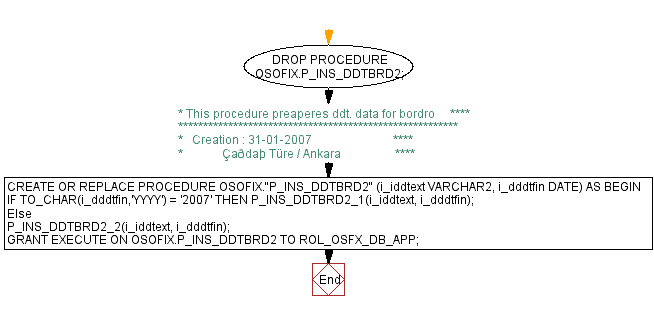 DROP PROCEDURE
OSOFIX.P_INS_DDTBRD2;
* This procedure preaperes ddt. data for bordro ****
********************************************************
* Creation : 31-01-2007 ****
* Çaðdaþ Türe / Ankara ****
CREATE OR REPLACE PROCEDURE OSOFIX."P_INS_DDTBRD2" (i_iddtext VARCHAR2, i_dddtfin DATE) AS BEGIN
IF TO_CHAR(i_dddtfin,'YYYY') = '2007' THEN P_INS_DDTBRD2_1(i_iddtext, i_dddtfin);
Else
P_INS_DDTBRD2_2(i_iddtext, i_dddtfin);
GRANT EXECUTE ON OSOFIX.P_INS_DDTBRD2 TO ROL_OSFX_DB_APP;
End